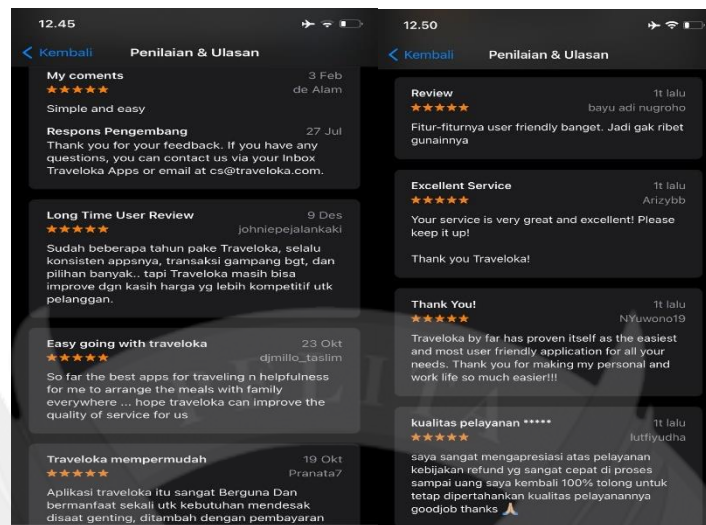 12.45
Kembali
Penilaian & Ulasan
My coments
3 Feb
de Alam
Simple and easy
Respons Pengembang
27 Jul
Thank you for your feedback. If you have any
questions, you can contact us via your Inbox
Traveloka Apps or email at cs@traveloka.com.
Long Time User Review
9 Des
johniepejalankaki
Sudah beberapa tahun pake Traveloka, selalu
konsisten appsnya, transaksi gampang bgt, dan
pilihan banyak.. tapi Traveloka masih bisa
improve dgn kasih harga yg lebih kompetitif utk
pelanggan.
Easy going with traveloka
23 Okt
djmillo_taslim
So far the best apps for traveling n helpfulness
for me to arrange the meals with family
everywhere ... hope traveloka can improve the
quality of service for us
Traveloka mempermudah
19 Okt
Pranata7
Aplikasi traveloka itu sangat Berguna Dan
bermanfaat sekali utk kebutuhan mendesak
disaat genting, ditambah dengan pembayaran
12.50
Kembali
Penilaian & Ulasan
Review
1t lalu
bayu adi nugroho
Fitur-fiturnya user friendly banget. Jadi gak ribet
gunainnya
Excellent Service
1t lalu
Arizybb
Your service is very great and excellent! Please
keep it up!
Thank you Traveloka!
Thank You!
1t lalu
NYuwono19
Traveloka by far has proven itself as the easiest
and most user friendly application for all your
needs. Thank you for making my personal and
work life so much easier!!!
kualitas pelayanan *****
1t lalu
lutfiyudha
saya sangat mengapresiasi atas pelayanan
kebijakan refund yg sangat cepat di proses
sampai uang saya kembali 100% tolong untuk
tetap dipertahankan kualitas pelayanannya
goodjob thanks 🙏🏼